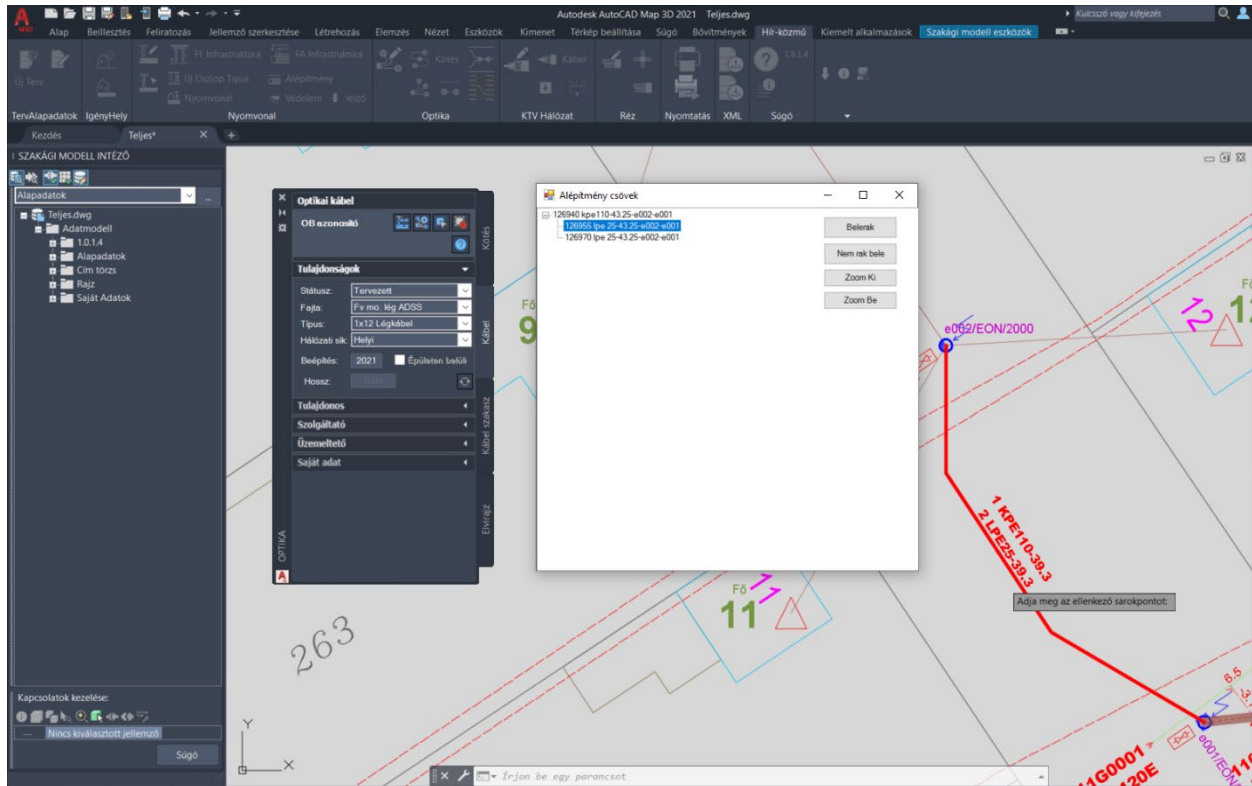 Autodesk AutoCAD Map 3D 2021 Teljes.dwg
Kulcsszó vagy kifejezés
Alap Beillesztés Feliratozás Jellemző szerkesztése Létrehozás Elemzés Nézet Eszközök Kimenet Térkép beállítása Súgó Bővítmények Hír-közmű Kiemelt alkalmazások Szakági modell eszközök
FF Infrastruktúra FA Infrastruktúra Kötés Kábel 1.0.1.4
Új Terv Új Oszlop Típus Alépítmény
Nyomvonal Védelem Jelző
TervAlapadatok IgényHely Nyomvonal Optika KTV Hálózat Réz Nyomtatás XML Súgó
Kezdés Teljes*
SZAKÁGI MODELL INTÉZŐ
Alapadatok
Teljes.dwg
Adatmodell
1.0.1.4
Alapadatok
Cím törzs
Rajz
Saját Adatok
Kapcsolatok kezelése:
Nincs kiválasztott jellemző
Súgó
Optikai kábel
OB azonosító
Tulajdonságok
Státusz: Tervezett
Fajta: Fv mo. lég ADSS
Típus: 1x12 Légkábel
Hálózati sík: Helyi
Beépítés: 2021 Épületen belüli
Hossz: 0.00
Tulajdonos
Szolgáltató
Üzemeltető
Saját adat
Kötés
Kábel
Kábel szakasz
Elvirajz
OPTIKA
Alépítmény csövek
126940 kpe110-43.25-e002-e001
126955 lpe 25-43.25-e002-e001
126970 lpe 25-43.25-e002-e001
Belerak
Nem rak bele
Zoom Ki
Zoom Be
Fő
9
e002/EON/2000
12
1 KPE110-39.3
2 LPE25-39.3
Adja meg az ellenkező sarokpontot:
Fő
11
11
263
6.5
1G0001
120E
e001/EON
Y
X
Írjon be egy parancsot